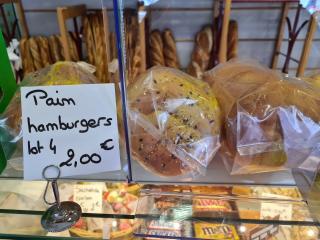 Pain
hamburgers
lot 4
2,00€
m&m's